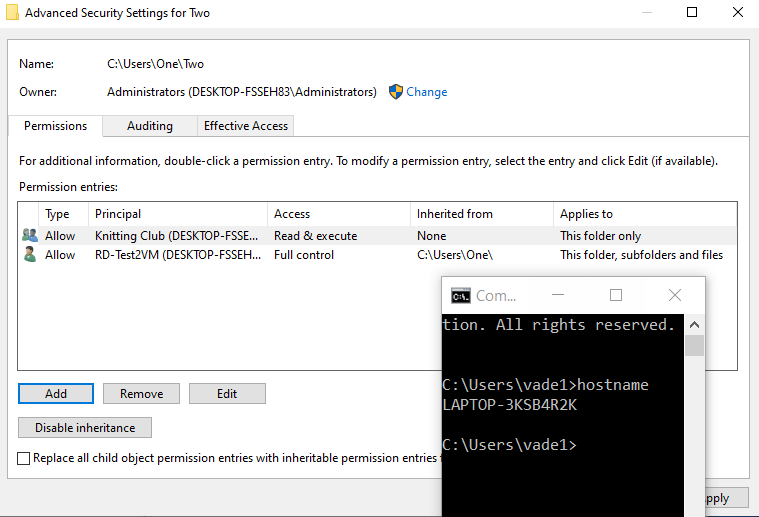 Advanced Security Settings for Two
Name: C:\Users\One\Two
Owner: Administrators (DESKTOP-FSSEH83\Administrators) Change
Permissions Auditing Effective Access
For additional information, double-click a permission entry. To modify a permission entry, select the entry and click Edit (if available).
Permission entries:
Type Principal Access Inherited from Applies to
Allow Knitting Club (DESKTOP-FSSE... Read & execute None This folder only
Allow RD-Test2VM (DESKTOP-FSSEH... Full control C:\Users\One\ This folder, subfolders and files
Add Remove Edit
Disable inheritance
Replace all child object permission entries with inheritable permission entries
Com...
tion. All rights reserved.
C:\Users\vade1>hostname
LAPTOP-3KSB4R2K
C:\Users\vade1>